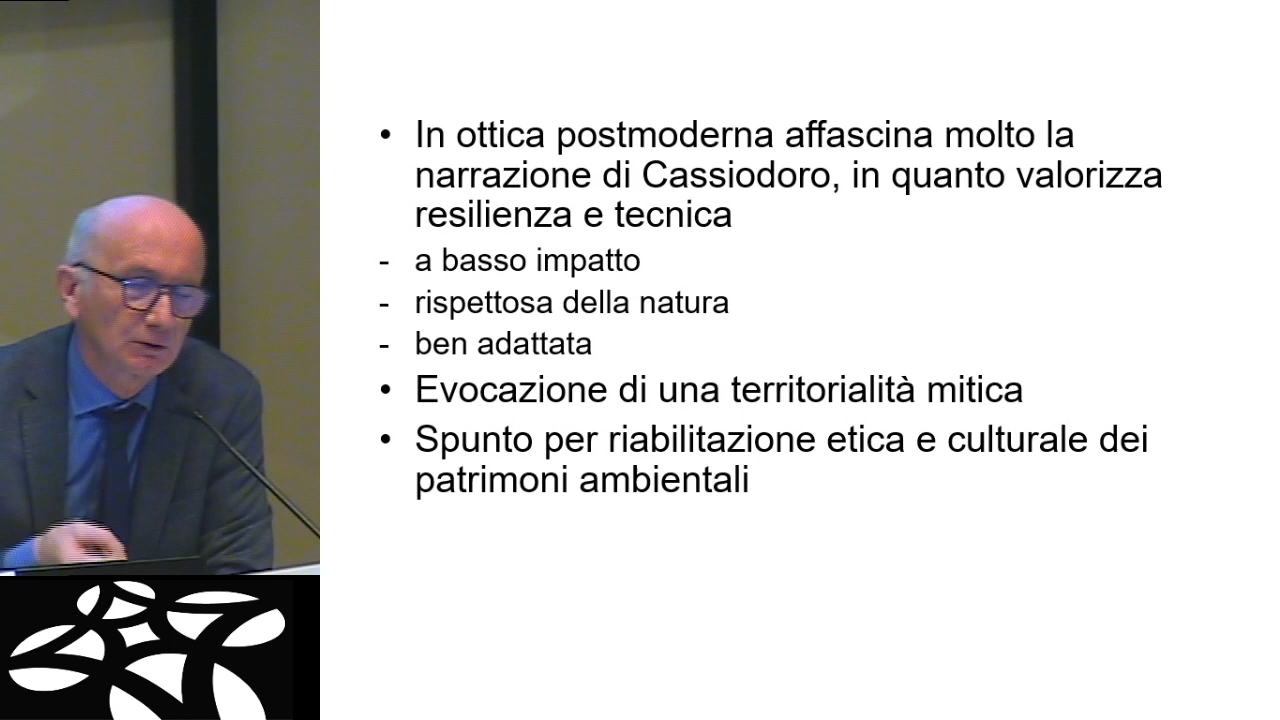 • In ottica postmoderna affascina molto la
narrazione di Cassiodoro, in quanto valorizza
resilienza e tecnica
- a basso impatto
- rispettosa della natura
- ben adattata
• Evocazione di una territorialità mitica
• Spunto per riabilitazione etica e culturale dei
patrimoni ambientali